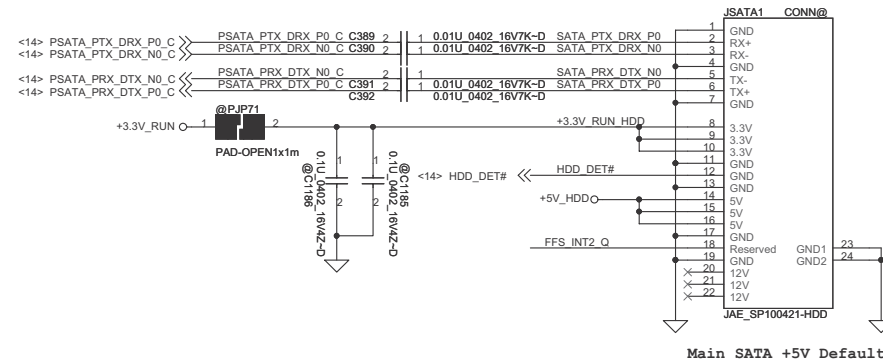 JSATA1 CONN@
<14> PSATA_PTX_DRX_P0_C PSATA_PTX_DRX_P0_C C389 2 1 0.01U_0402_16V7K~D SATA_PTX_DRX_P0
<14> PSATA_PTX_DRX_N0_C PSATA_PTX_DRX_N0_C C390 2 1 0.01U_0402_16V7K~D SATA_PTX_DRX_N0
<14> PSATA_PRX_DTX_N0_C PSATA_PRX_DTX_N0_C C391 2 1 0.01U_0402_16V7K~D SATA_PRX_DTX_N0
<14> PSATA_PRX_DTX_P0_C PSATA_PRX_DTX_P0_C C392 2 1 0.01U_0402_16V7K~D SATA_PRX_DTX_P0
@PJP71
+3.3V_RUN 1 2 +3.3V_RUN_HDD
PAD-OPEN1x1m
1 2 0.1U_0402_16V4Z~D
@C1186
1 2 0.1U_0402_16V4Z~D
@C1185
<14> HDD_DET# HDD_DET#
+5V_HDD
FFS_INT2_Q
1 GND
2 RX+
3 RX-
4 GND
5 TX-
6 TX+
7 GND
8 3.3V
9 3.3V
10 3.3V
11 GND
12 GND
13 GND
14 5V
15 5V
16 5V
17 GND
18 Reserved GND1 23
19 GND GND2 24
20 12V
21 12V
22 12V
JAE_SP100421-HDD
Main SATA +5V Default